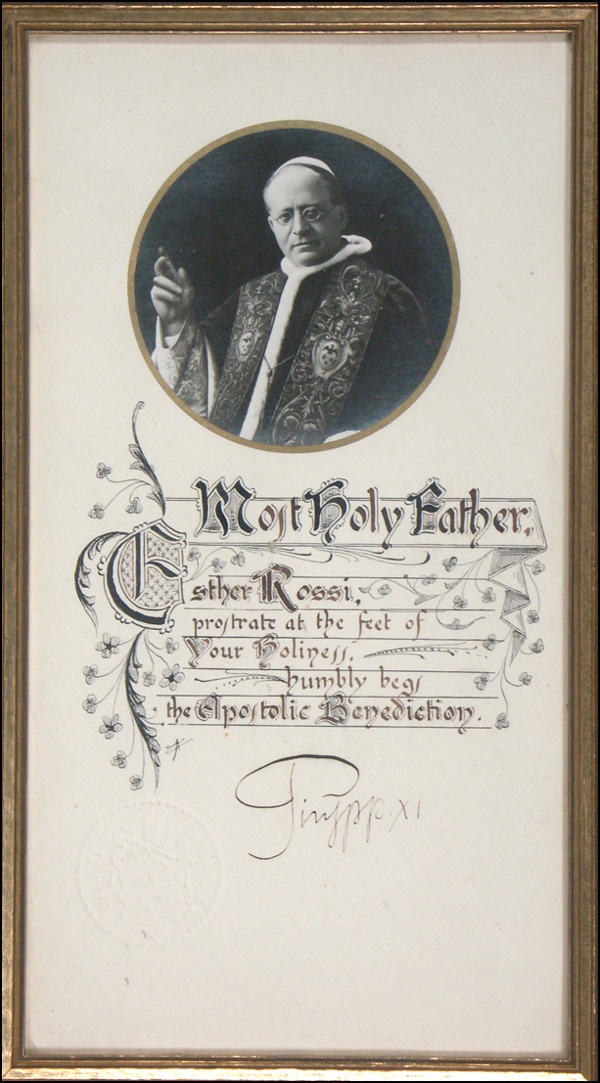 Most Holy Father,
Esther Rossi,
prostrate at the feet of
Your Holiness,
humbly begs
the Apostolic Benediction.
Pius pp. XI